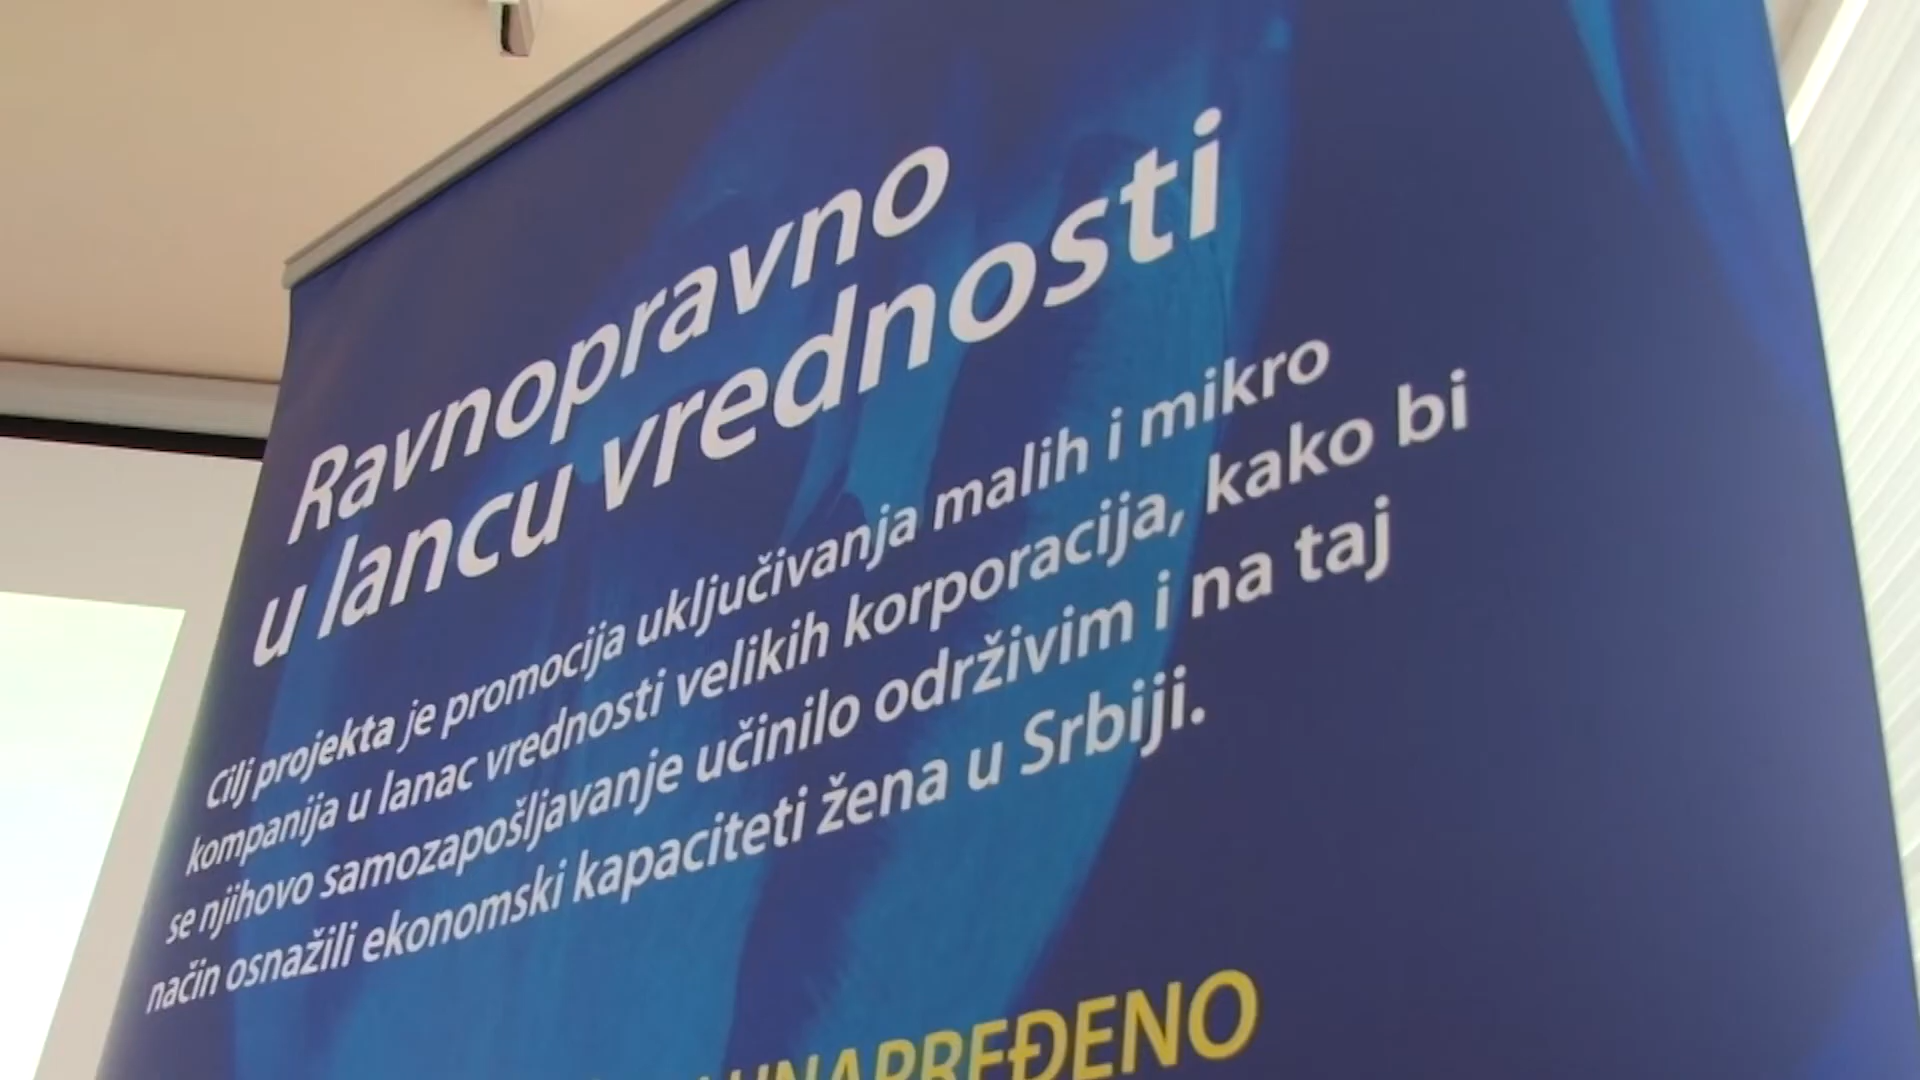 Ravnopravno
u lancu vrednosti
Cilj projekta je promocija uključivanja malih i mikro
kompanija u lanac vrednosti velikih korporacija, kako bi
se njihovo samozapošljavanje učinilo održivim i na taj
način osnažili ekonomski kapaciteti žena u Srbiji.
UNAPREĐENO